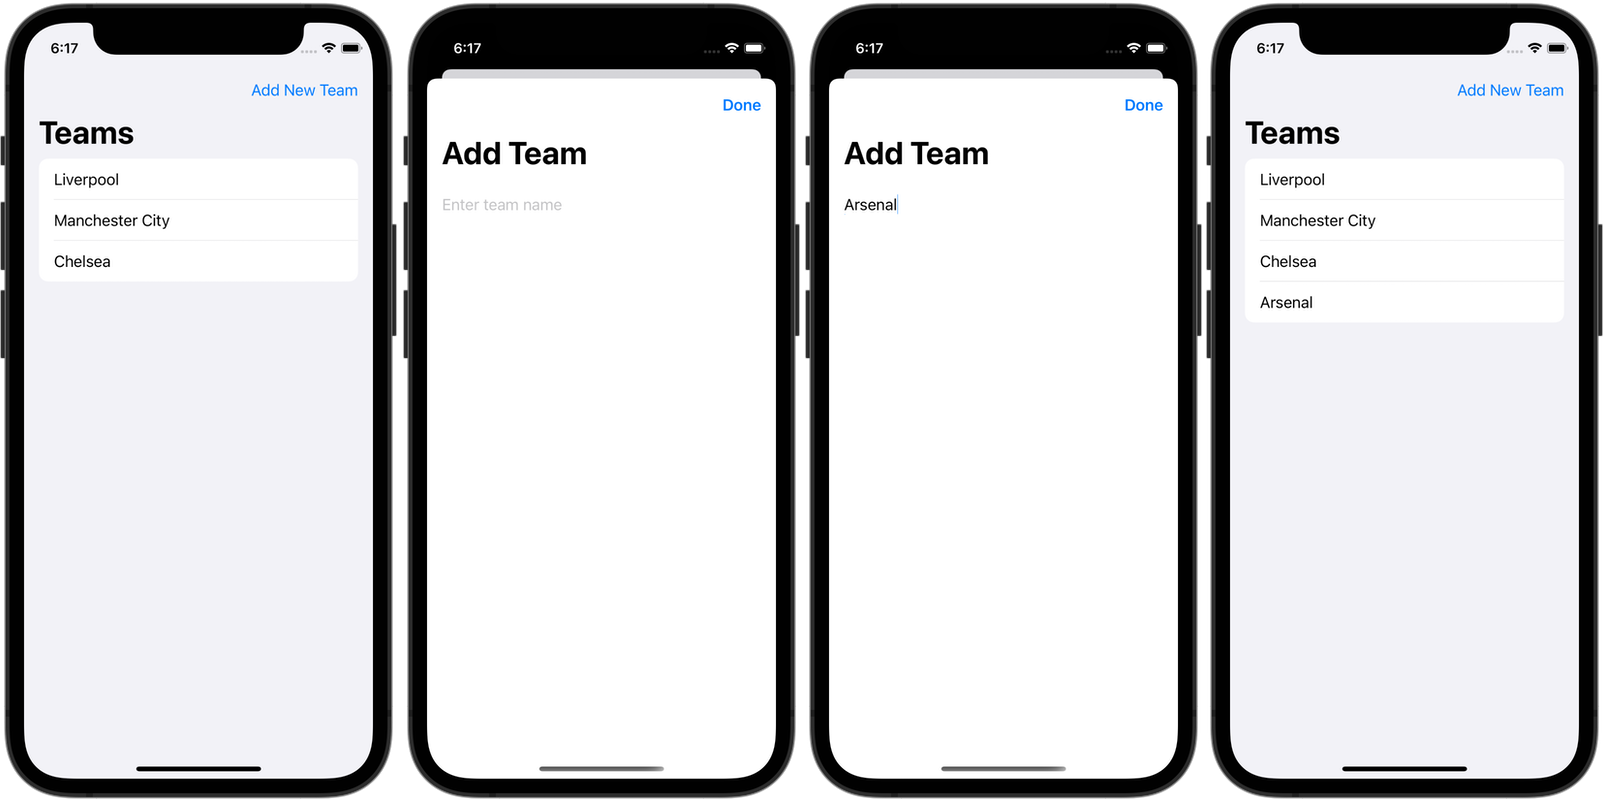 6:17
Add New Team
Teams
Liverpool
Manchester City
Chelsea
6:17
Done
Add Team
Enter team name
6:17
Done
Add Team
Arsenal
6:17
Add New Team
Teams
Liverpool
Manchester City
Chelsea
Arsenal